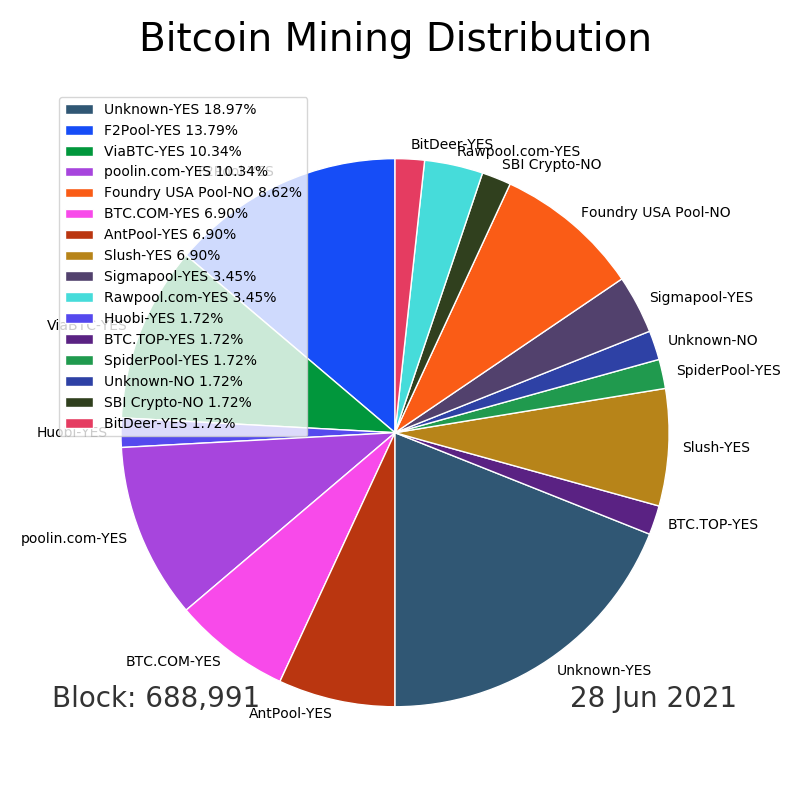 Bitcoin Mining Distribution
Unknown-YES 18.97%
F2Pool-YES 13.79%
ViaBTC-YES 10.34%
poolin.com-YES 10.34%
Foundry USA Pool-NO 8.62%
BTC.COM-YES 6.90%
AntPool-YES 6.90%
Slush-YES 6.90%
Sigmapool-YES 3.45%
Rawpool.com-YES 3.45%
Huobi-YES 1.72%
BTC.TOP-YES 1.72%
SpiderPool-YES 1.72%
Unknown-NO 1.72%
SBI Crypto-NO 1.72%
BitDeer-YES 1.72%
BitDeer-YES
Rawpool.com-YES
SBI Crypto-NO
Foundry USA Pool-NO
Sigmapool-YES
Unknown-NO
SpiderPool-YES
Slush-YES
BTC.TOP-YES
Unknown-YES
AntPool-YES
BTC.COM-YES
poolin.com-YES
Huobi-YES
ViaBTC-YES
Block: 688,991
28 Jun 2021